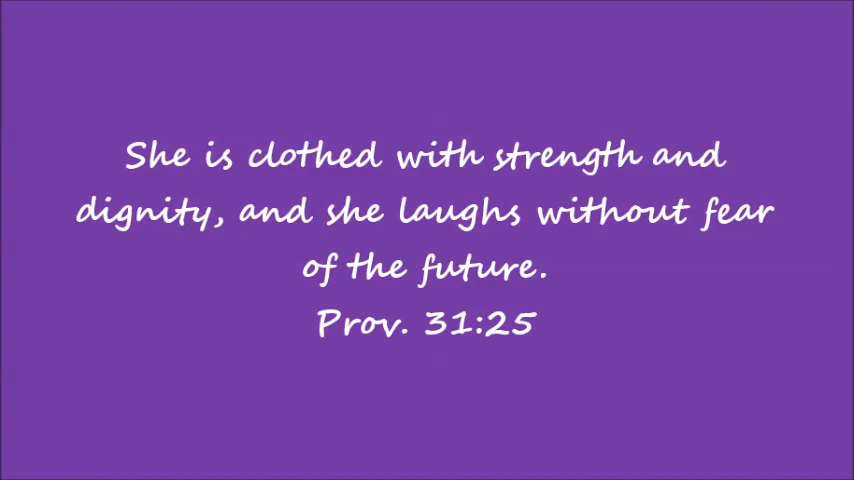 She is clothed with strength and
dignity, and she laughs without fear
of the future.
Prov. 31:25